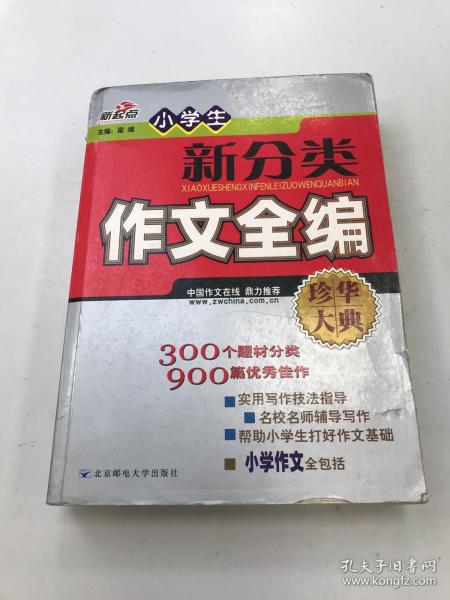 新起点
小学生
主编：梁顺
新分类
XIAOXUESHENGXINFENLEIZUOWENQUANBIAN
作文全编
中国作文在线 鼎力推荐
www.zwchina.com.cn
珍华
大典
300个题材分类
900篇优秀佳作
实用写作技法指导
名校名师辅导写作
帮助小学生打好作文基础
小学作文全包括
北京邮电大学出版社
孔夫子旧书网
www.kongfz.com